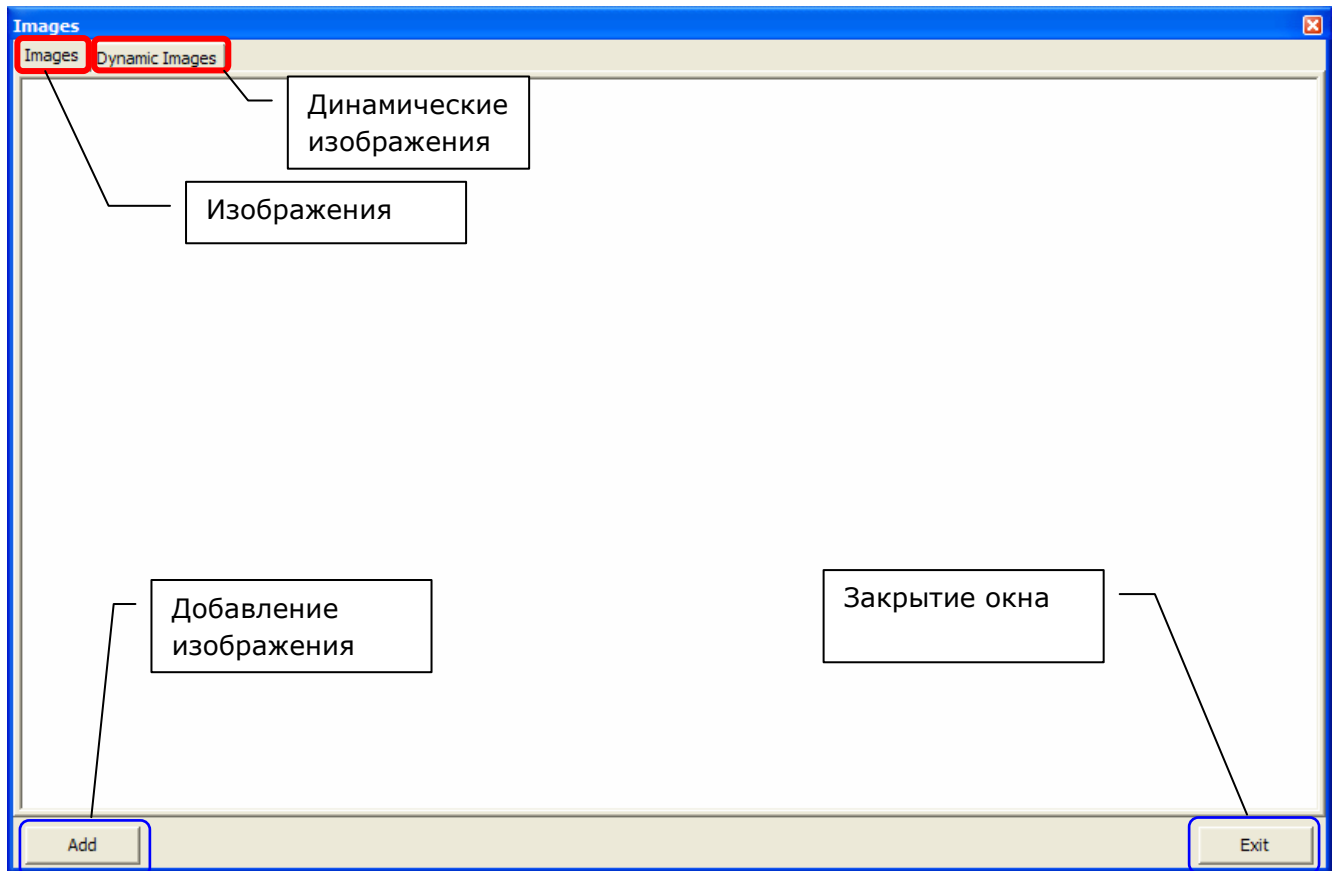 Images
Images Dynamic Images
Динамические
изображения
Изображения
Добавление
изображения
Закрытие окна
Add
Exit